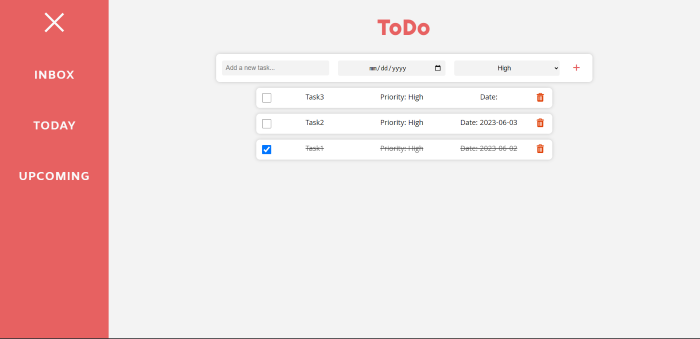 ToDo
INBOX
TODAY
UPCOMING
Add a new task... mm/dd/yyyy High +
Task3 Priority: High Date:
Task2 Priority: High Date: 2023-06-03
Task1 Priority: High Date: 2023-06-02